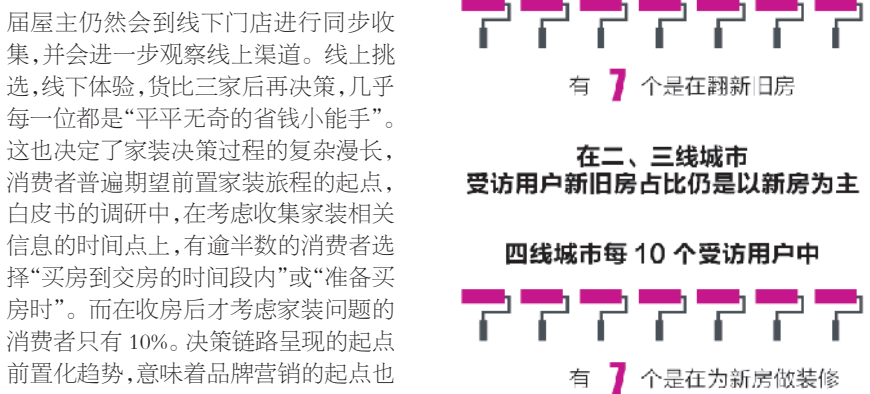 届屋主仍然会到线下门店进行同步收
集,并会进一步观察线上渠道。线上挑
选,线下体验,货比三家后再决策,几乎
每一位都是“平平无奇的省钱小能手”。
这也决定了家装决策过程的复杂漫长,
消费者普遍期望前置家装旅程的起点,
白皮书的调研中,在考虑收集家装相关
信息的时间点上,有逾半数的消费者选
择“买房到交房的时间段内”或“准备买
房时”。而在收房后才考虑家装问题的
消费者只有 10%。决策链路呈现的起点
前置化趋势,意味着品牌营销的起点也
有 7 个是在翻新旧房
在二、三线城市
受访用户新旧房占比仍是以新房为主
四线城市每 10 个受访用户中
有 7 个是在为新房做装修